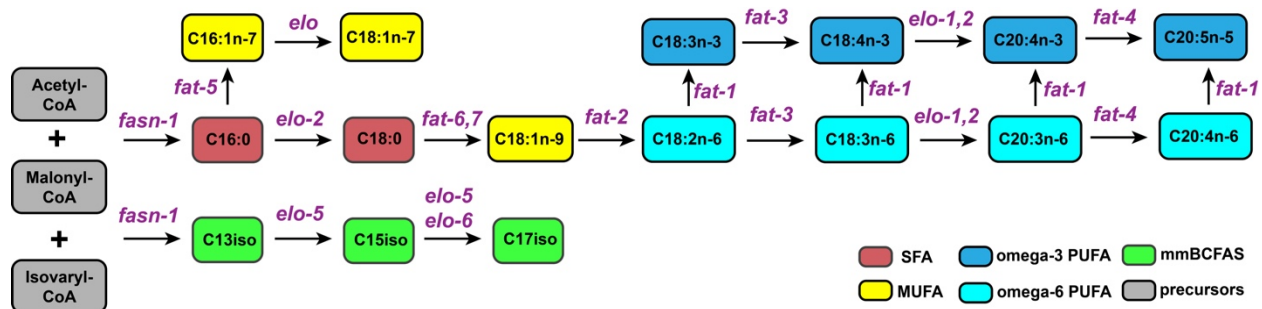 elo
fat-3
elo-1,2
fat-4
C16:1n-7
C18:1n-7
C18:3n-3
C18:4n-3
C20:4n-3
C20:5n-5
Acetyl-
CoA
fat-5
fat-1
fat-1
fat-1
fat-1
+
fasn-1
elo-2
fat-6,7
fat-2
fat-3
elo-1,2
fat-4
C16:0
C18:0
C18:1n-9
C18:2n-6
C18:3n-6
C20:3n-6
C20:4n-6
Malonyl-
CoA
+
fasn-1
elo-5
elo-5
elo-6
C13iso
C15iso
C17iso
Isovaryl-
CoA
SFA
omega-3 PUFA
mmBCFAS
MUFA
omega-6 PUFA
precursors